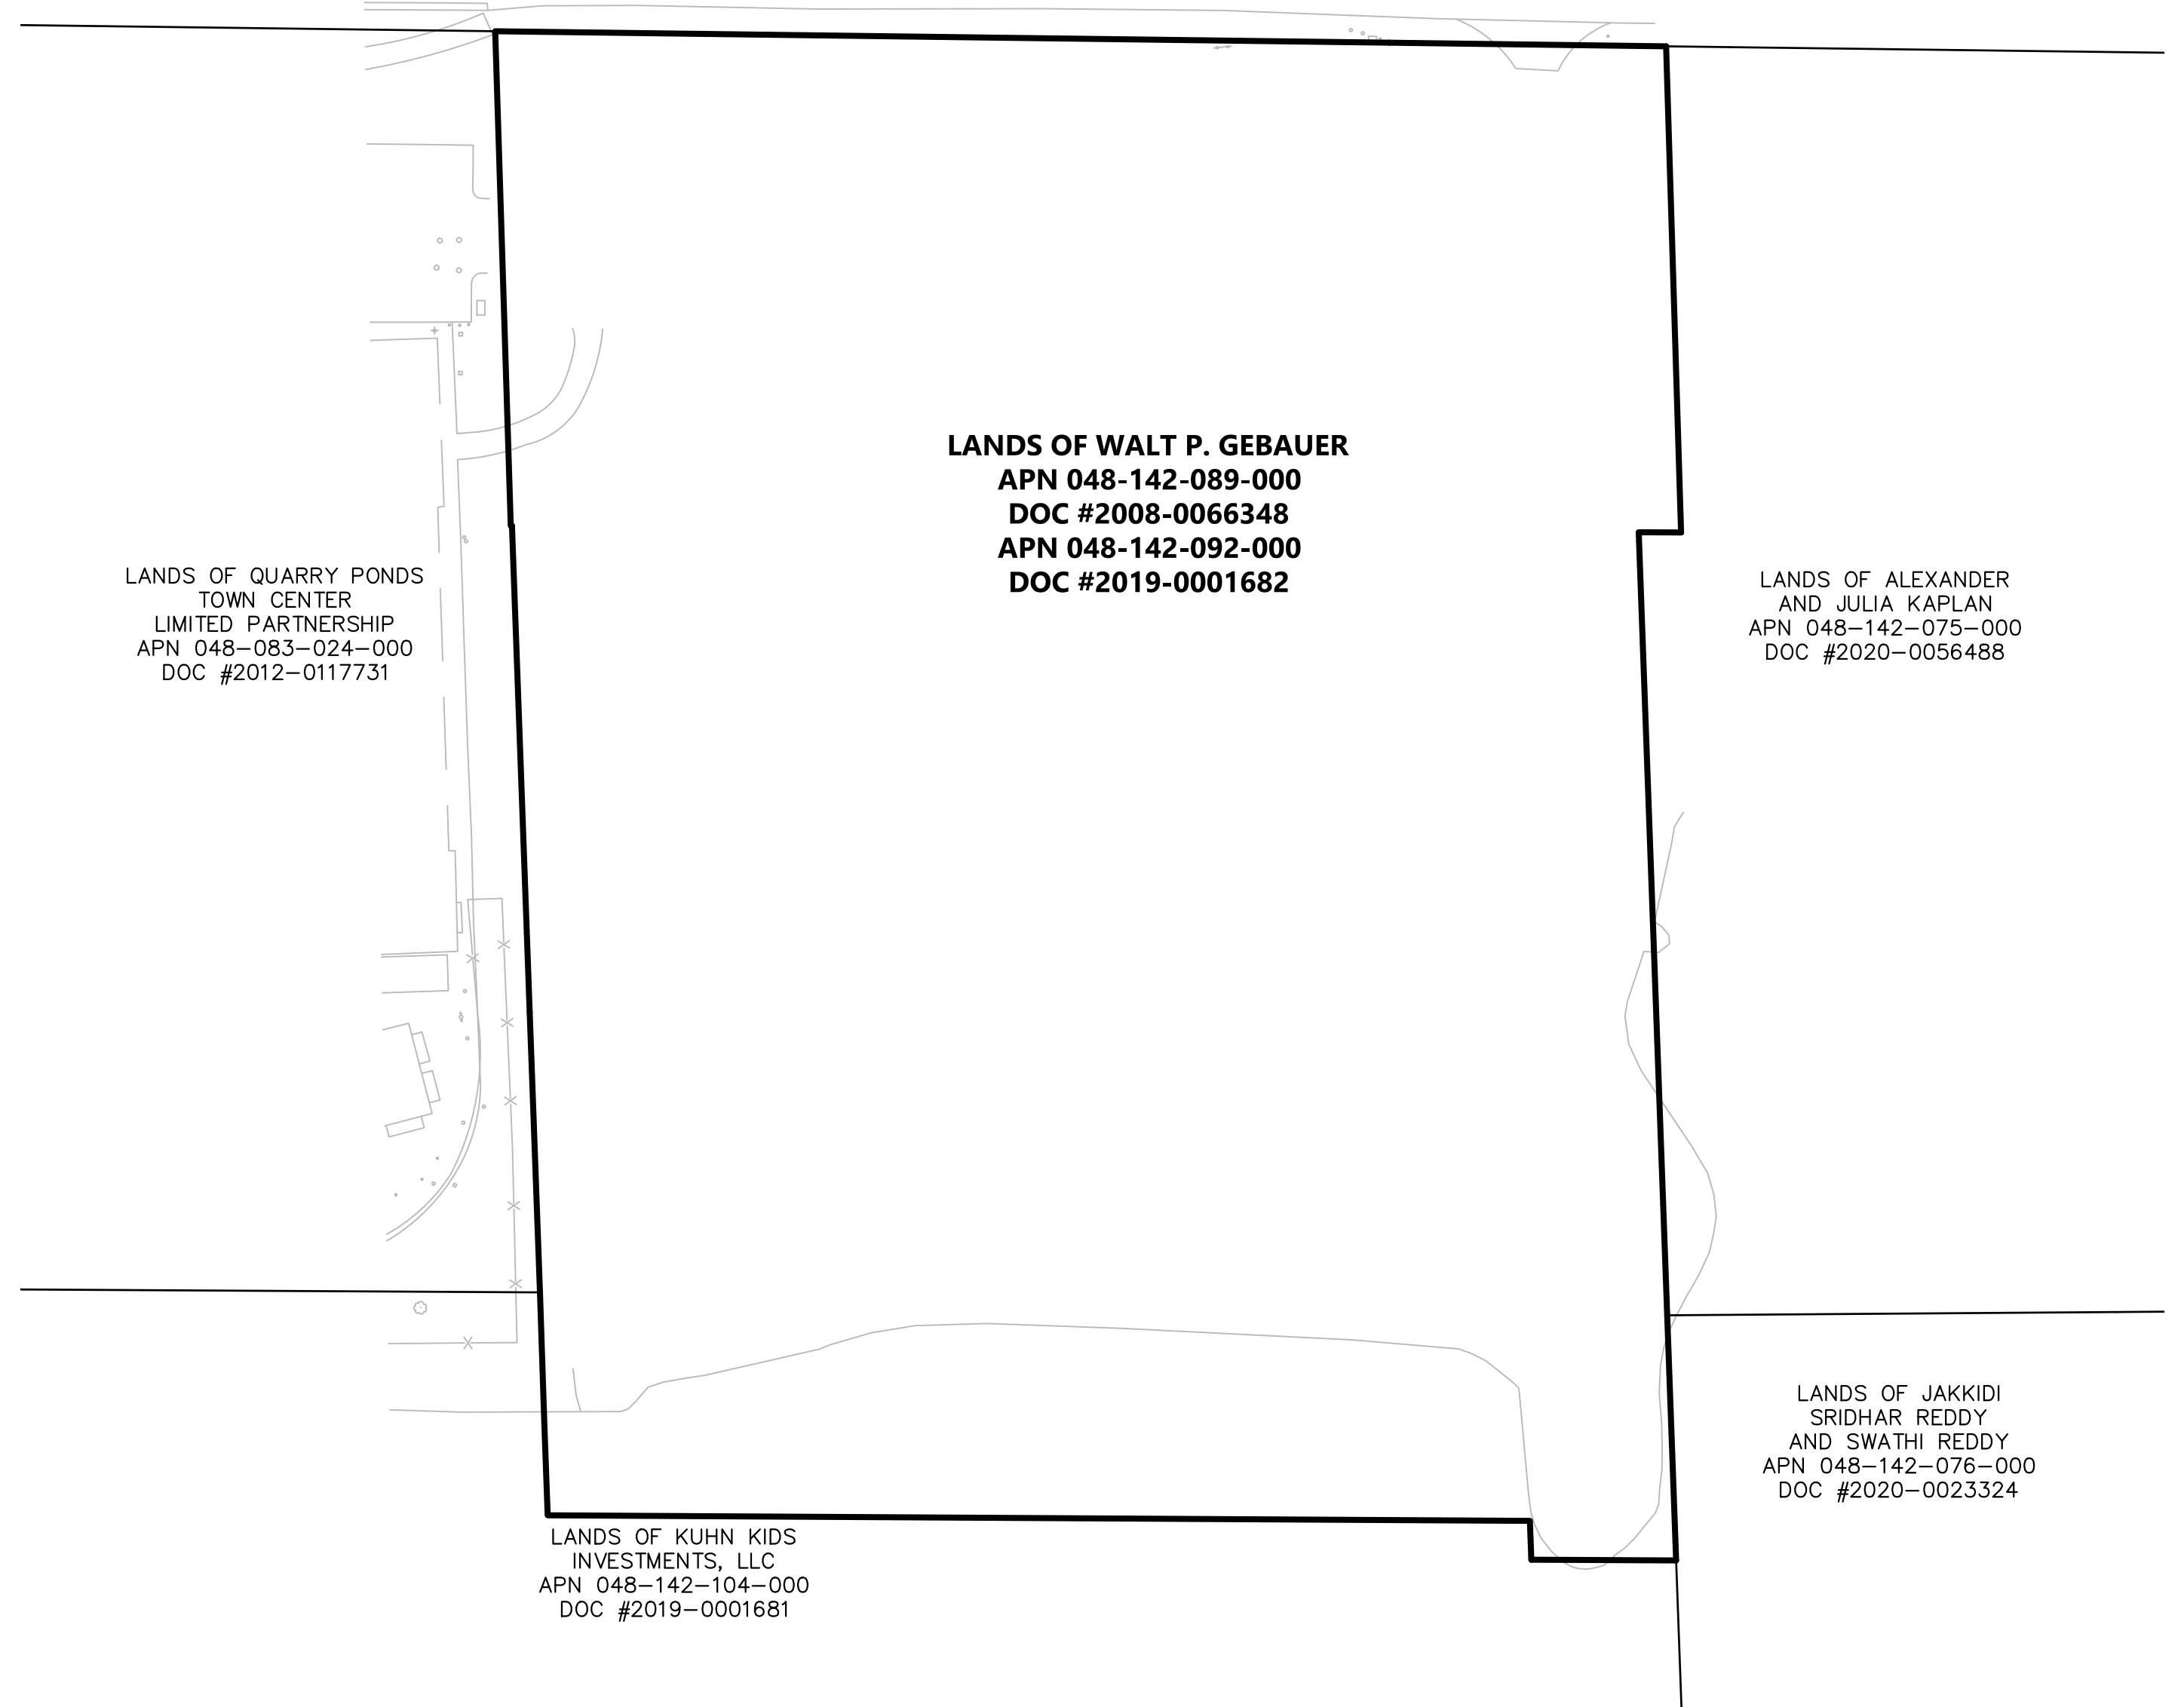 LANDS OF WALT P. GEBAUER
APN 048-142-089-000
DOC #2008-0066348
APN 048-142-092-000
DOC #2019-0001682
LANDS OF QUARRY PONDS
TOWN CENTER
LIMITED PARTNERSHIP
APN 048-083-024-000
DOC #2012-0117731
LANDS OF ALEXANDER
AND JULIA KAPLAN
APN 048-142-075-000
DOC #2020-0056488
LANDS OF JAKKIDI
SRIDHAR REDDY
AND SWATHI REDDY
APN 048-142-076-000
DOC #2020-0023324
LANDS OF KUHN KIDS
INVESTMENTS, LLC
APN 048-142-104-000
DOC #2019-0001681